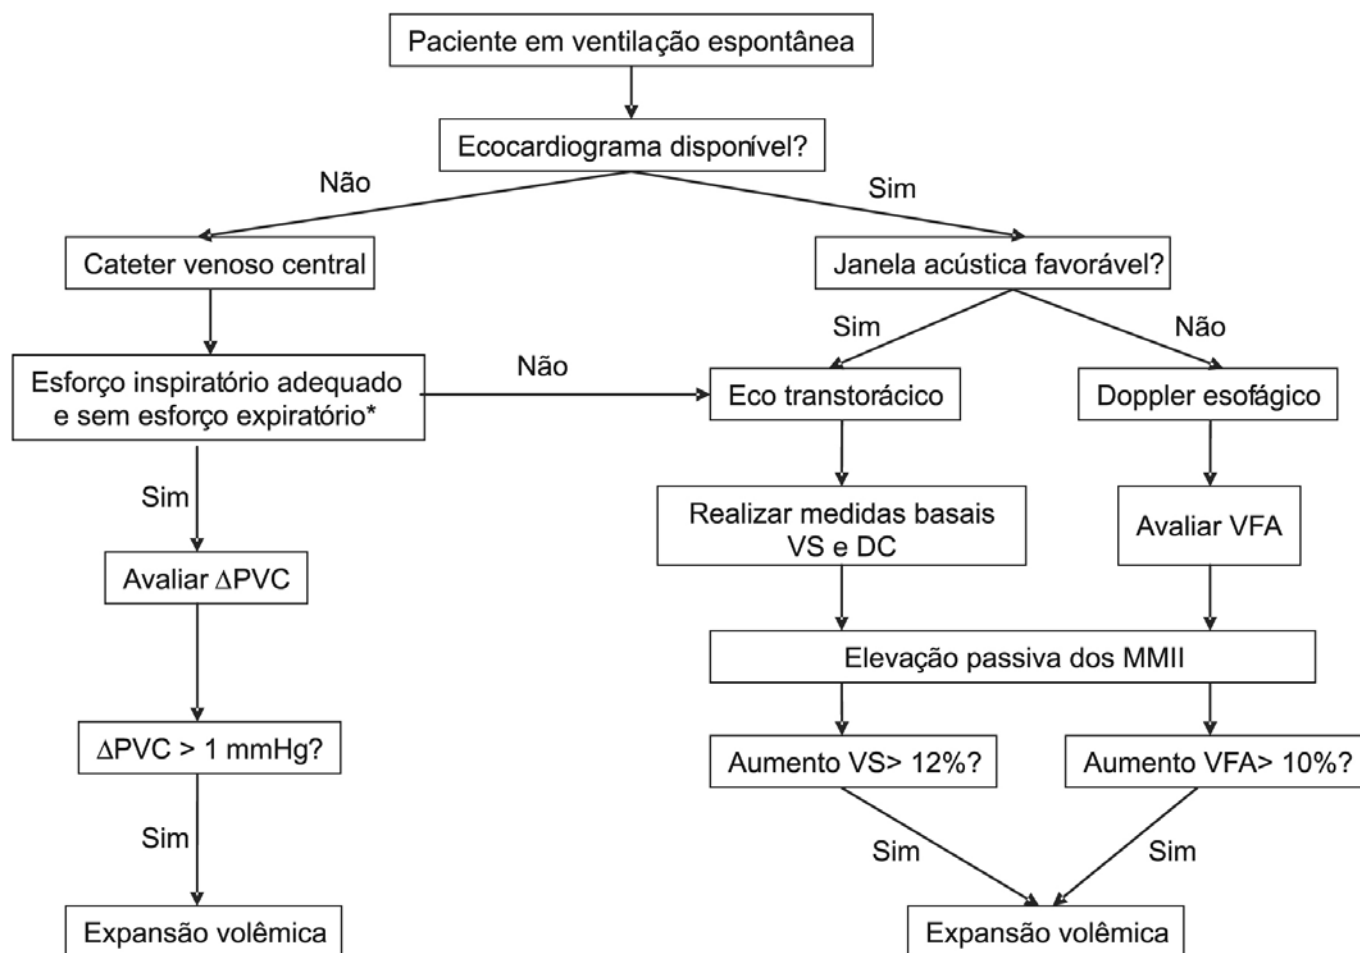 Paciente em ventilação espontânea
Ecocardiograma disponível?
Não
Sim
Cateter venoso central
Janela acústica favorável?
Sim
Não
Esforço inspiratório adequado
e sem esforço expiratório*
Não
Eco transtorácico
Doppler esofágico
Sim
Realizar medidas basais
VS e DC
Avaliar VFA
Avaliar ΔPVC
Elevação passiva dos MMII
ΔPVC > 1 mmHg?
Aumento VS> 12%?
Aumento VFA> 10%?
Sim
Sim
Sim
Expansão volêmica
Expansão volêmica